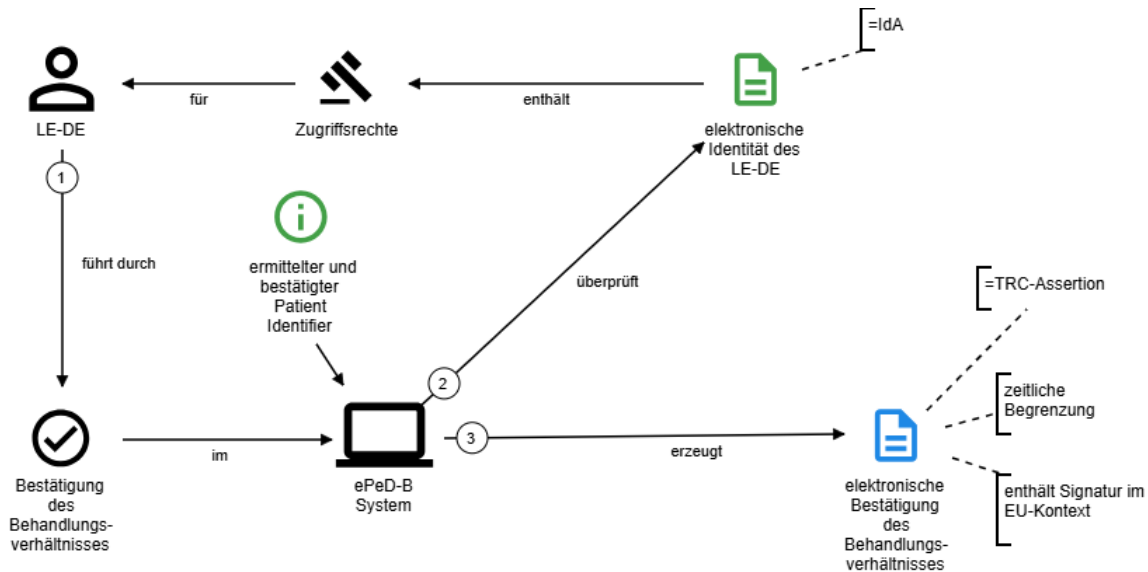 =IdA
für
enthält
LE-DE
Zugriffsrechte
elektronische
Identität des
LE-DE
1
führt durch
ermittelter und
bestätigter
Patient
Identifier
überprüft
=TRC-Assertion
2
zeitliche
Begrenzung
3
im
erzeugt
Bestätigung
des
Behandlungs-
verhältnisses
ePeD-B
System
elektronische
Bestätigung
des
Behandlungs-
verhältnisses
enthält Signatur im
EU-Kontext